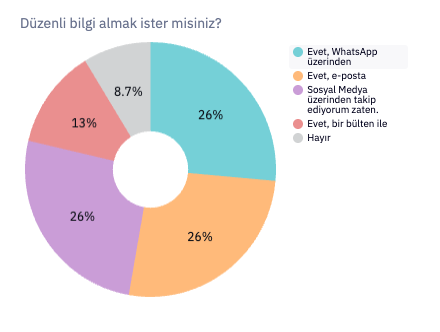 Düzenli bilgi almak ister misiniz?
Evet, WhatsApp
üzerinden
Evet, e-posta
Sosyal Medya
üzerinden takip
ediyorum zaten.
Evet, bir bülten ile
Hayır
8.7%
26%
13%
26%
26%